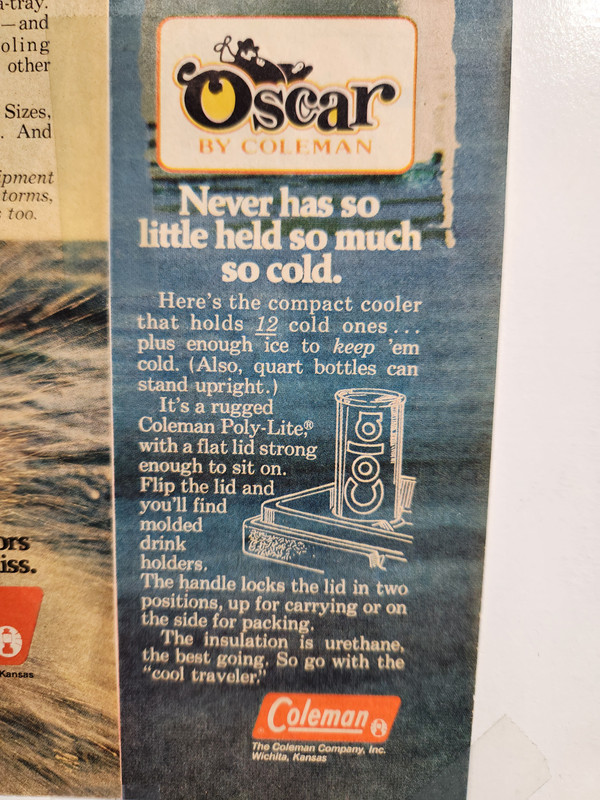 a-tray.
—and
oling
other
Sizes,
. And
ipment
torms,
too.
ors
iss.
Kansas
Oscar
BY COLEMAN
Never has so
little held so much
so cold.
Here's the compact cooler
that holds 12 cold ones...
plus enough ice to keep 'em
cold. (Also, quart bottles can
stand upright.)
It's a rugged
Coleman Poly-Lite,®
with a flat lid strong
enough to sit on.
Flip the lid and
you'll find
molded
drink
holders.
cola
The handle locks the lid in two
positions, up for carrying or on
the side for packing.
The insulation is urethane,
the best going. So go with the
"cool traveler."
Coleman
The Coleman Company, Inc.
Wichita, Kansas